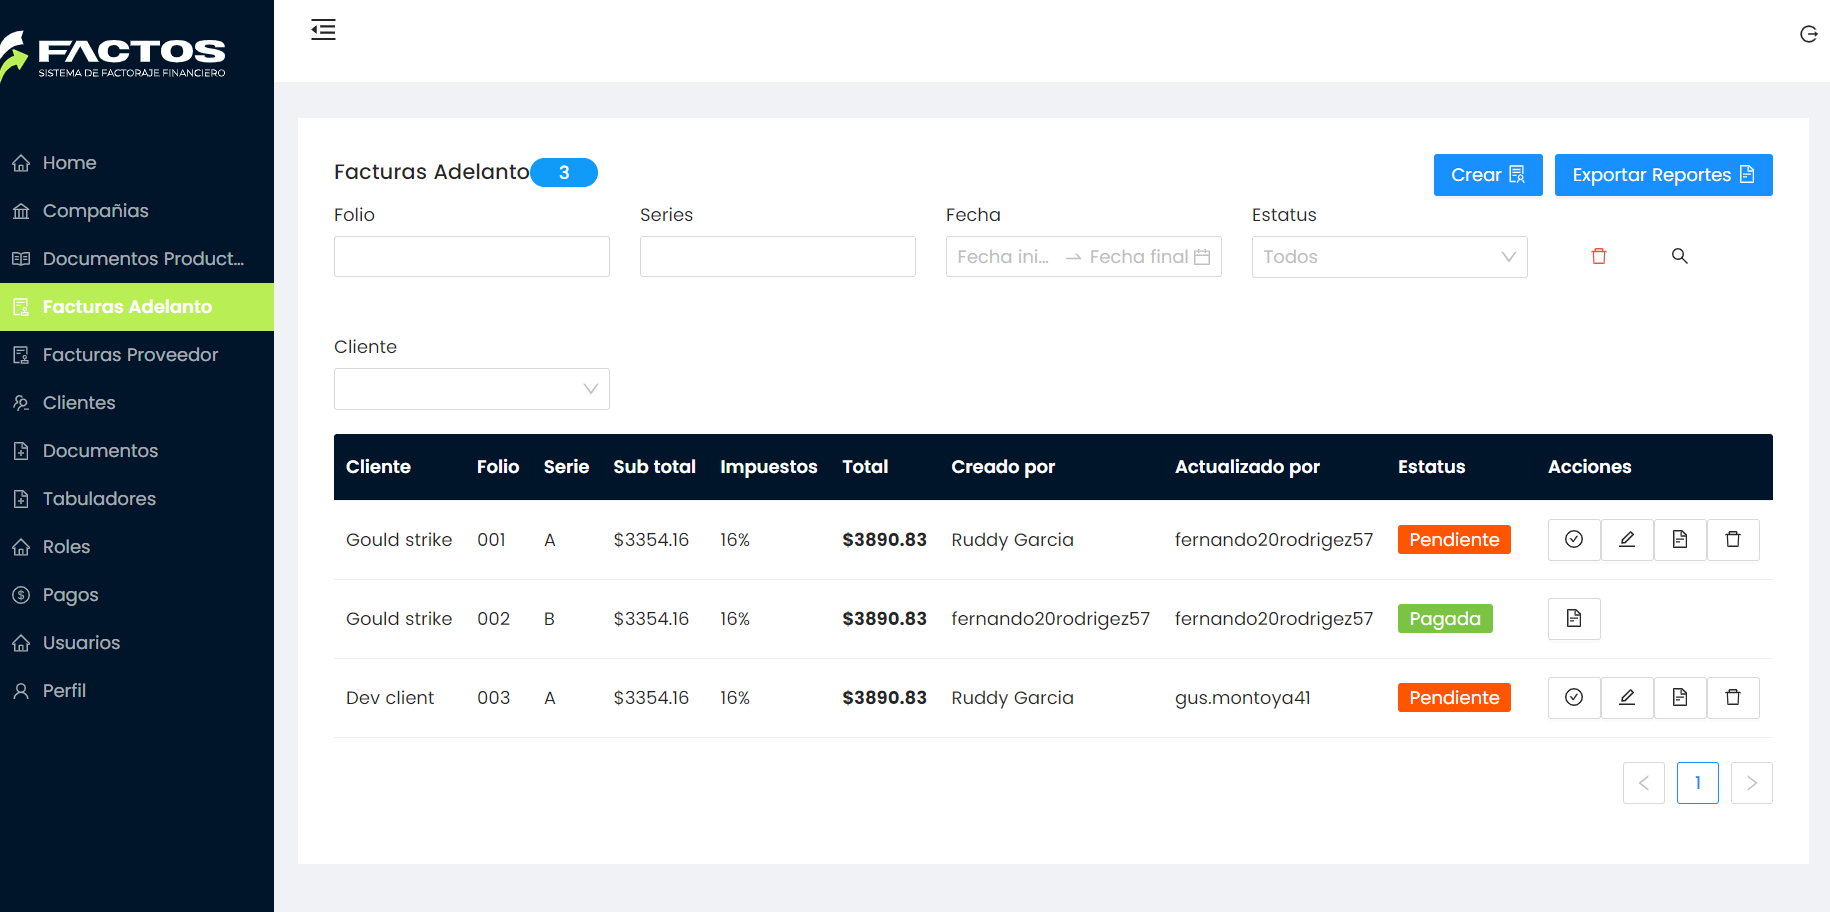 FACTOS
SISTEMA DE FACTORAJE FINANCIERO
Home
Compañias
Documentos Product...
Facturas Adelanto
Facturas Proveedor
Clientes
Documentos
Tabuladores
Roles
Pagos
Usuarios
Perfil
Facturas Adelanto 3
Crear
Exportar Reportes
Folio Series Fecha Estatus
Fecha ini... Fecha final Todos
Cliente
Cliente Folio Serie Sub total Impuestos Total Creado por Actualizado por Estatus Acciones
Gould strike 001 A $3354.16 16% $3890.83 Ruddy Garcia fernando20rodrigez57 Pendiente
Gould strike 002 B $3354.16 16% $3890.83 fernando20rodrigez57 fernando20rodrigez57 Pagada
Dev client 003 A $3354.16 16% $3890.83 Ruddy Garcia gus.montoya41 Pendiente
1